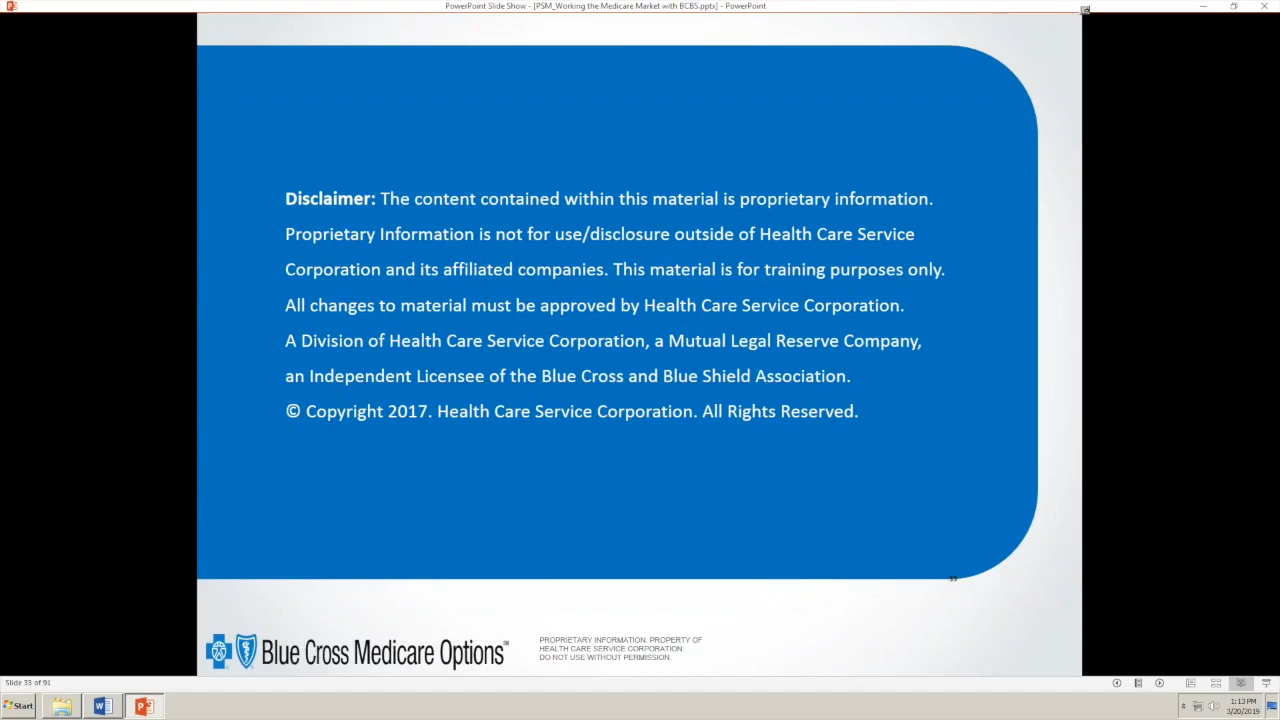 PowerPoint Slide Show - [PSM_Working the Medicare Market with BCBS.pptx] - PowerPoint
Disclaimer: The content contained within this material is proprietary information.
Proprietary Information is not for use/disclosure outside of Health Care Service
Corporation and its affiliated companies. This material is for training purposes only.
All changes to material must be approved by Health Care Service Corporation.
A Division of Health Care Service Corporation, a Mutual Legal Reserve Company,
an Independent Licensee of the Blue Cross and Blue Shield Association.
© Copyright 2017. Health Care Service Corporation. All Rights Reserved.
33
Blue Cross Medicare Options℠
PROPRIETARY INFORMATION. PROPERTY OF
HEALTH CARE SERVICE CORPORATION.
DO NOT USE WITHOUT PERMISSION.
Slide 33 of 91
Start
1:13 PM
3/20/2019